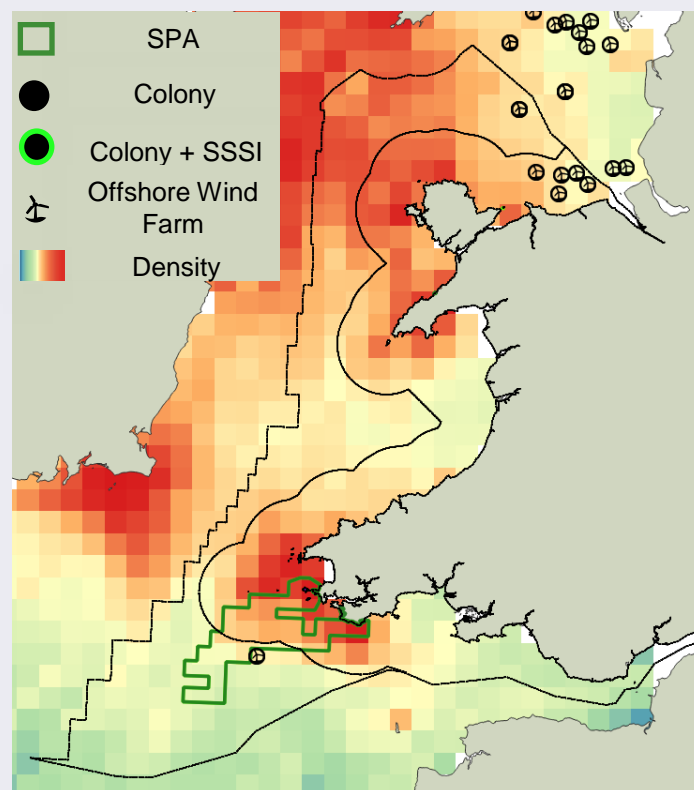 SPA
Colony
Colony + SSSI
Offshore Wind
Farm
Density